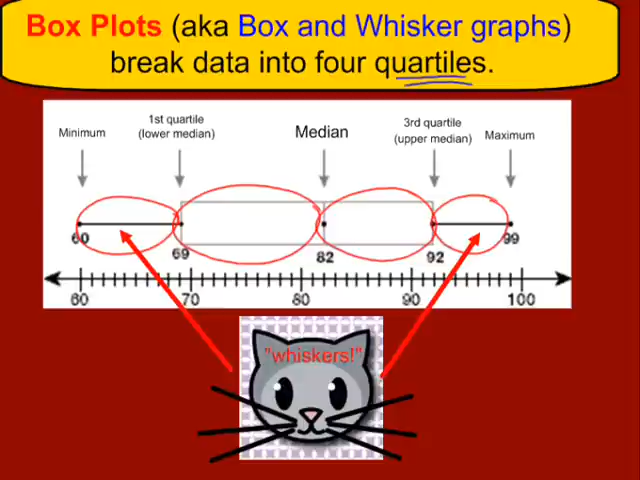 Box Plots (aka Box and Whisker graphs)
break data into four quartiles.
Minimum
1st quartile
(lower median)
Median
3rd quartile
(upper median)
Maximum
60
69
82
92
99
60 70 80 90 100
"whiskers!"